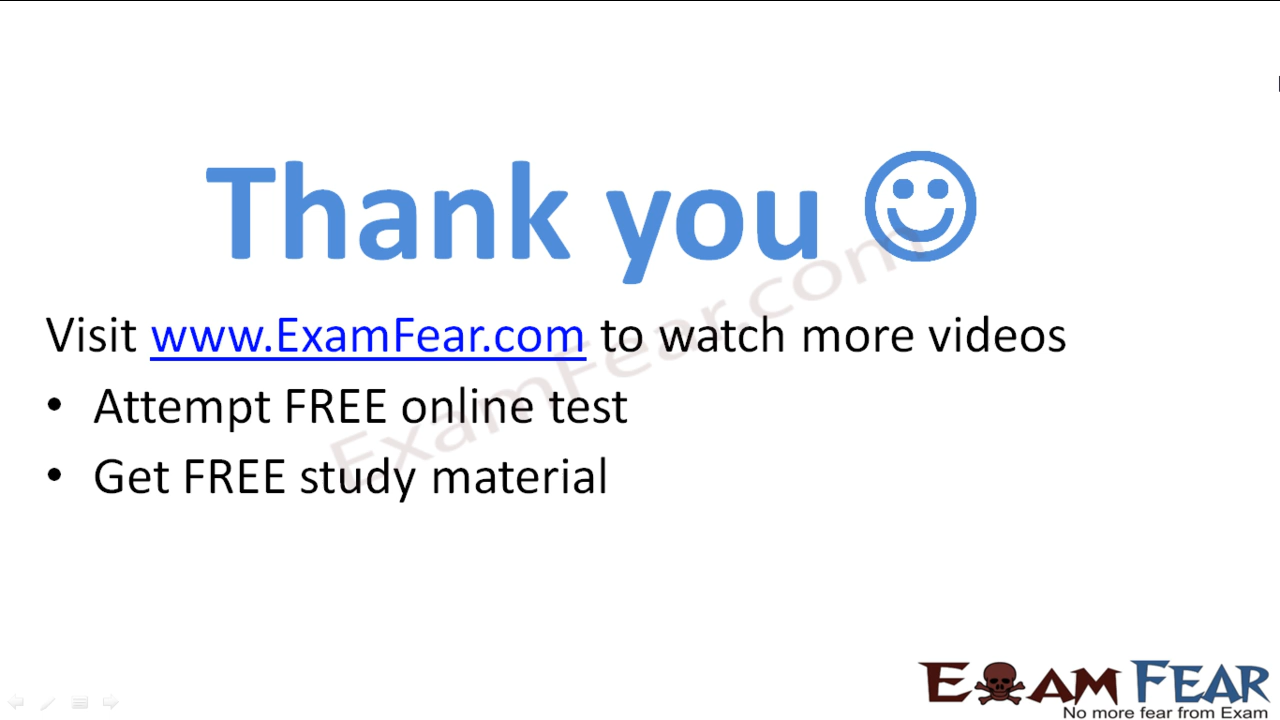 Thank you ☺
Visit www.ExamFear.com to watch more videos
• Attempt FREE online test
• Get FREE study material
ExamFear.com
EXAM FEAR
No more fear from Exam